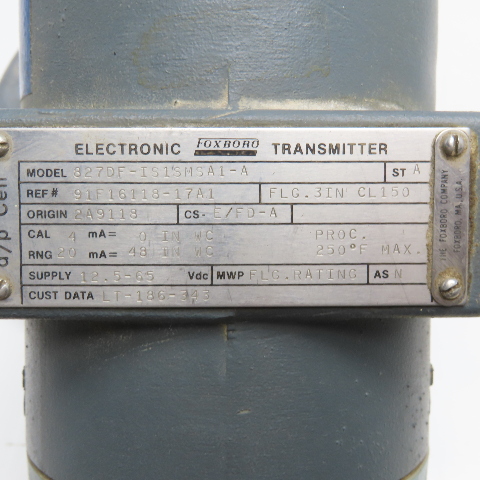 ELECTRONIC FOXBORO TRANSMITTER
MODEL 827DF-IS1SMSA1-A ST A
REF# 91F16118-17A1 FLG.3IN CL150
ORIGIN 2A9118 CS- E/FD-A
CAL 4 mA= 0 IN WC PROC.
RNG 20 mA= 48 IN WC 250°F MAX.
SUPPLY 12.5-65 Vdc MWP FLG.RATING AS N
CUST DATA LT-186-343
d/p Cell
THE FOXBORO COMPANY
FOXBORO, MA, U.S.A.